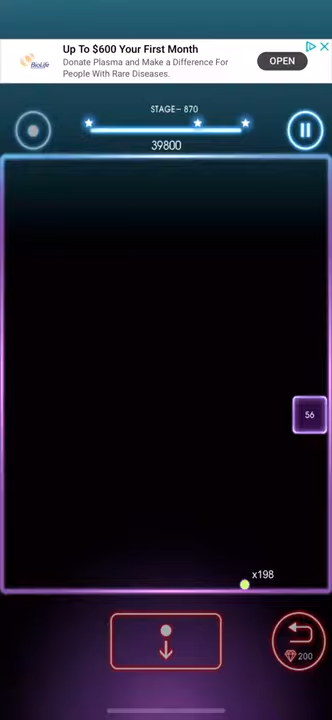 Up To $600 Your First Month
BioLife
Donate Plasma and Make a Difference For
People With Rare Diseases.
OPEN
STAGE- 870
39800
56
x198
200